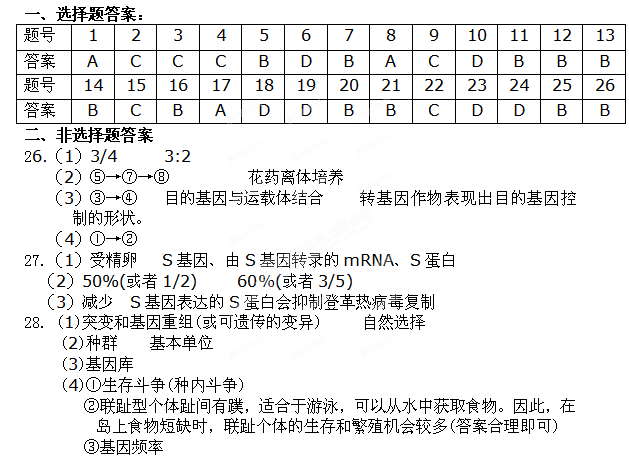 一、选择题答案：
题号 1 2 3 4 5 6 7 8 9 10 11 12 13
答案 A C C C B D B A C D B B B
题号 14 15 16 17 18 19 20 21 22 23 24 25 26
答案 B C B A D D B B C D D B B
二、非选择题答案
26.（1）3/4 3:2
（2）⑤→⑦→⑧ 花药离体培养
（3）③→④ 目的基因与运载体结合 转基因作物表现出目的基因控
制的形状。
（4）①→②
27.（1）受精卵 S基因、由S基因转录的mRNA、S蛋白
（2）50%(或者1/2) 60%(或者3/5)
（3）减少 S基因表达的S蛋白会抑制登革热病毒复制
28.（1)突变和基因重组(或可遗传的变异） 自然选择
(2)种群 基本单位
(3)基因库
(4)①生存斗争(种内斗争)
②联趾型个体趾间有蹼，适合于游泳，可以从水中获取食物。因此，在
岛上食物短缺时，联趾个体的生存和繁殖机会较多(答案合理即可)
③基因频率